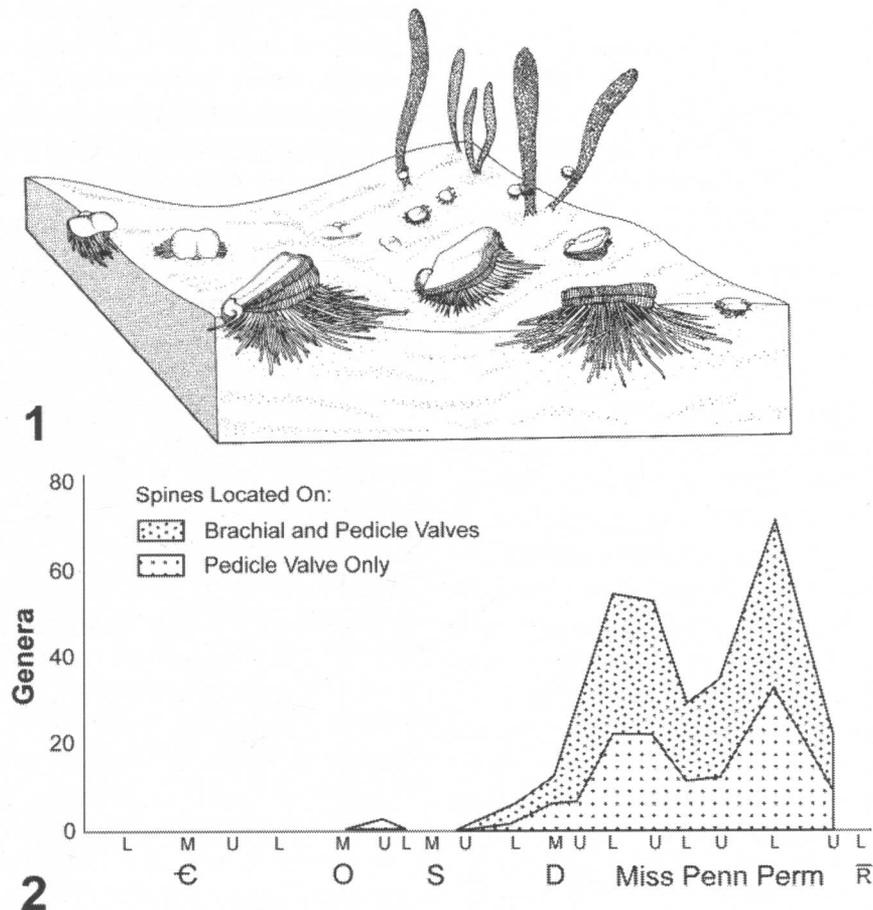 1
80
60
40
20
0
Genera
Spines Located On:
Brachial and Pedicle Valves
Pedicle Valve Only
L M U L M U L M U L M U L U L U L U L
Є O S D Miss Penn Perm R̅
2